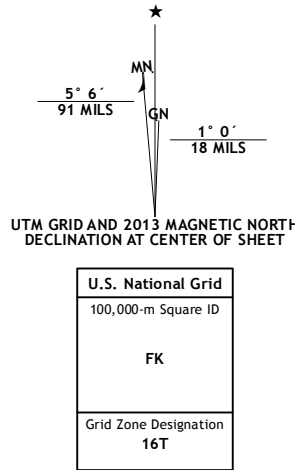 ★
MN
5° 6´
91 MILS
GN
1° 0´
18 MILS
UTM GRID AND 2013 MAGNETIC NORTH
DECLINATION AT CENTER OF SHEET
U.S. National Grid
100,000-m Square ID
FK
Grid Zone Designation
16T